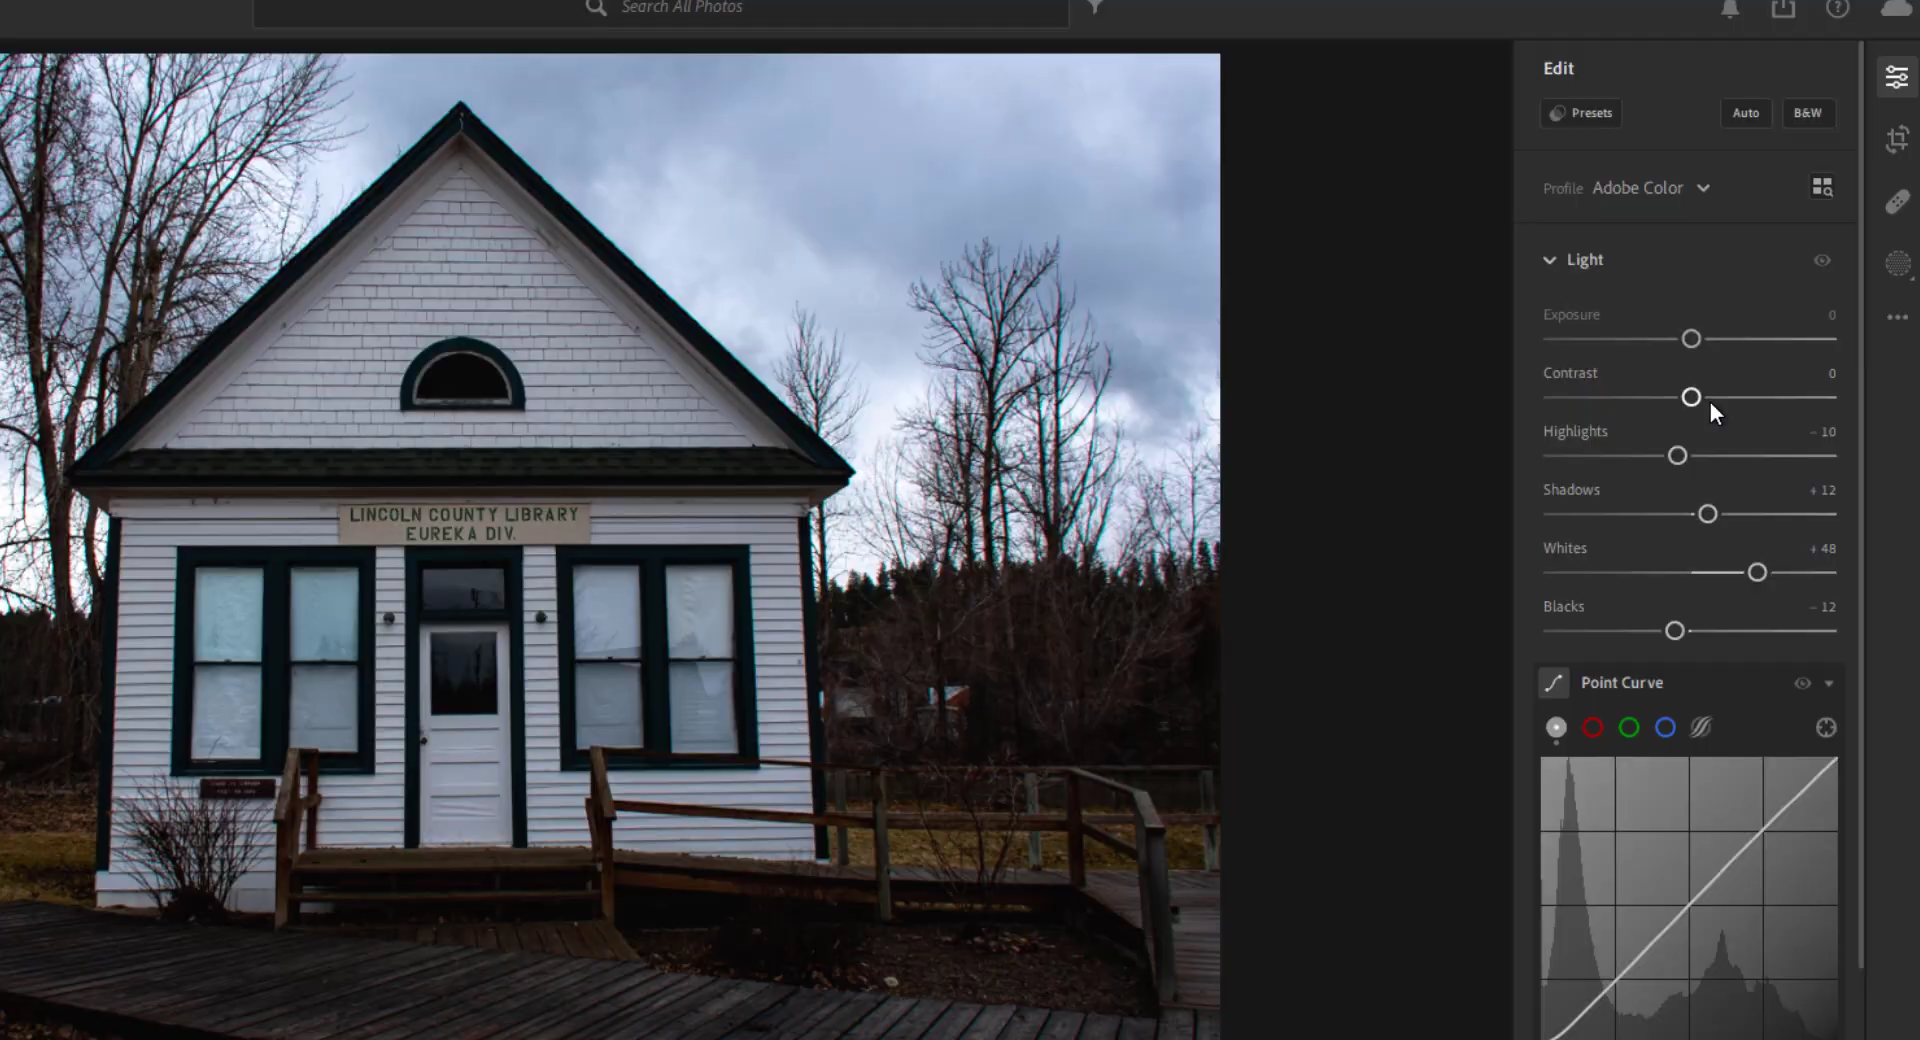 Search All Photos
Edit
Presets
Auto
B&W
Profile Adobe Color
Light
Exposure 0
Contrast 0
Highlights - 10
Shadows + 12
Whites + 48
Blacks - 12
Point Curve
LINCOLN COUNTY LIBRARY
EUREKA DIV.